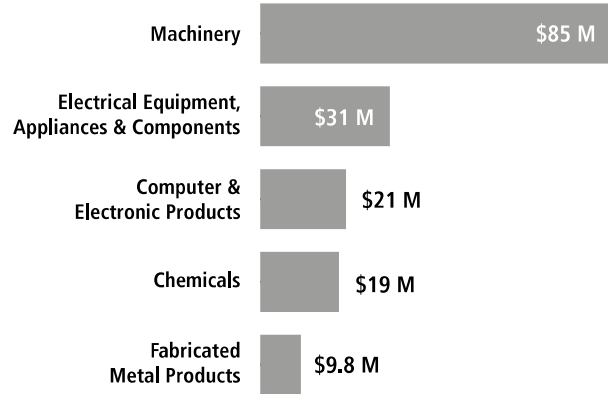 Machinery
$85 M
Electrical Equipment,
Appliances & Components
$31 M
Computer &
Electronic Products
$21 M
Chemicals
$19 M
Fabricated
Metal Products
$9.8 M